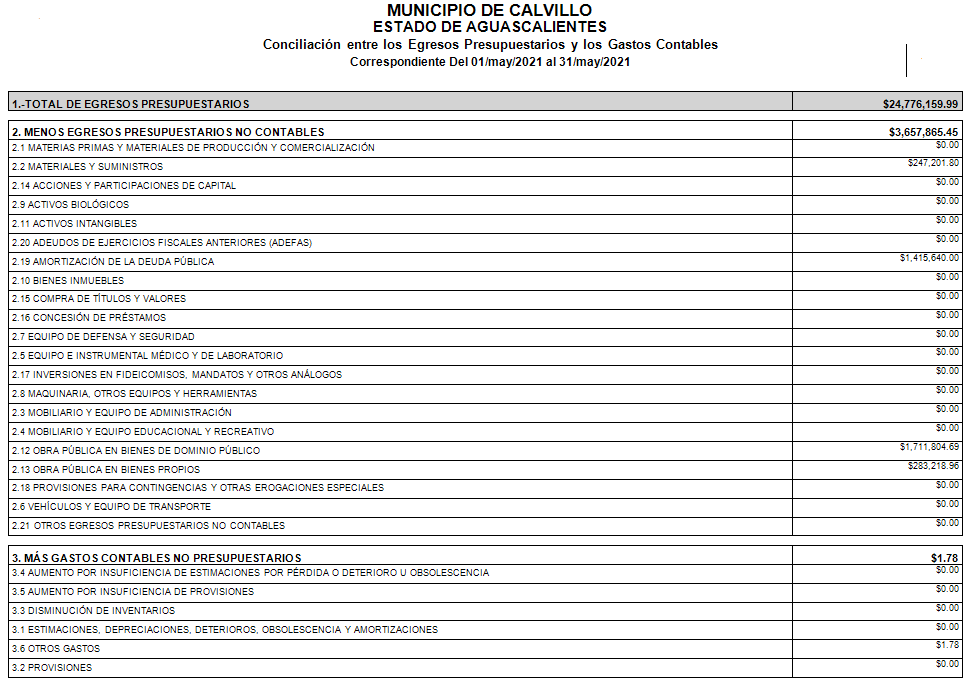 MUNICIPIO DE CALVILLO
ESTADO DE AGUASCALIENTES
Conciliación entre los Egresos Presupuestarios y los Gastos Contables
Correspondiente Del 01/may/2021 al 31/may/2021
1.-TOTAL DE EGRESOS PRESUPUESTARIOS $24,776,159.99
2. MENOS EGRESOS PRESUPUESTARIOS NO CONTABLES $3,657,865.45
2.1 MATERIAS PRIMAS Y MATERIALES DE PRODUCCIÓN Y COMERCIALIZACIÓN $0.00
2.2 MATERIALES Y SUMINISTROS $247,201.80
2.14 ACCIONES Y PARTICIPACIONES DE CAPITAL $0.00
2.9 ACTIVOS BIOLÓGICOS $0.00
2.11 ACTIVOS INTANGIBLES $0.00
2.20 ADEUDOS DE EJERCICIOS FISCALES ANTERIORES (ADEFAS) $0.00
2.19 AMORTIZACIÓN DE LA DEUDA PÚBLICA $1,415,640.00
2.10 BIENES INMUEBLES $0.00
2.15 COMPRA DE TÍTULOS Y VALORES $0.00
2.16 CONCESIÓN DE PRÉSTAMOS $0.00
2.7 EQUIPO DE DEFENSA Y SEGURIDAD $0.00
2.5 EQUIPO E INSTRUMENTAL MÉDICO Y DE LABORATORIO $0.00
2.17 INVERSIONES EN FIDEICOMISOS, MANDATOS Y OTROS ANÁLOGOS $0.00
2.8 MAQUINARIA, OTROS EQUIPOS Y HERRAMIENTAS $0.00
2.3 MOBILIARIO Y EQUIPO DE ADMINISTRACIÓN $0.00
2.4 MOBILIARIO Y EQUIPO EDUCACIONAL Y RECREATIVO $0.00
2.12 OBRA PÚBLICA EN BIENES DE DOMINIO PÚBLICO $1,711,804.69
2.13 OBRA PÚBLICA EN BIENES PROPIOS $283,218.96
2.18 PROVISIONES PARA CONTINGENCIAS Y OTRAS EROGACIONES ESPECIALES $0.00
2.6 VEHÍCULOS Y EQUIPO DE TRANSPORTE $0.00
2.21 OTROS EGRESOS PRESUPUESTARIOS NO CONTABLES $0.00
3. MÁS GASTOS CONTABLES NO PRESUPUESTARIOS $1.78
3.4 AUMENTO POR INSUFICIENCIA DE ESTIMACIONES POR PÉRDIDA O DETERIORO U OBSOLESCENCIA $0.00
3.5 AUMENTO POR INSUFICIENCIA DE PROVISIONES $0.00
3.3 DISMINUCIÓN DE INVENTARIOS $0.00
3.1 ESTIMACIONES, DEPRECIACIONES, DETERIOROS, OBSOLESCENCIA Y AMORTIZACIONES $0.00
3.6 OTROS GASTOS $1.78
3.2 PROVISIONES $0.00